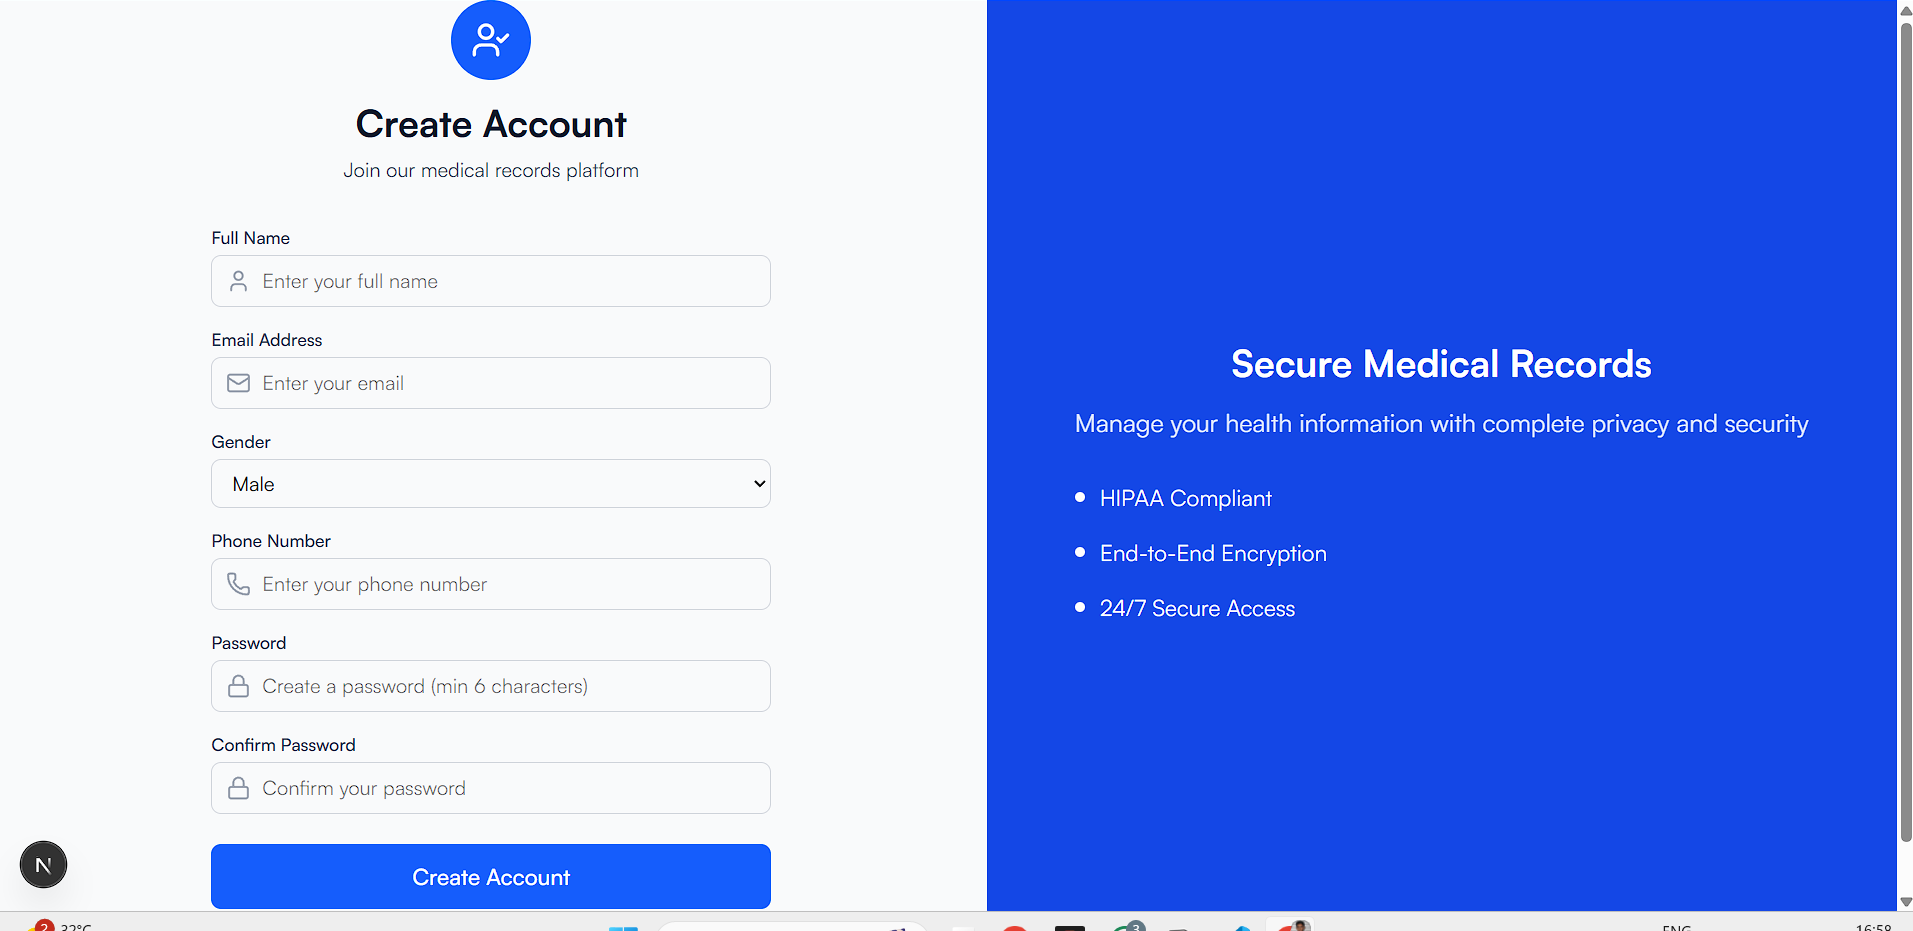 Create Account
Join our medical records platform
Full Name
Enter your full name
Email Address
Enter your email
Gender
Male
Phone Number
Enter your phone number
Password
Create a password (min 6 characters)
Confirm Password
Confirm your password
Create Account
N
Secure Medical Records
Manage your health information with complete privacy and security
HIPAA Compliant
End-to-End Encryption
24/7 Secure Access
2
32°C
3
ENG
16:58